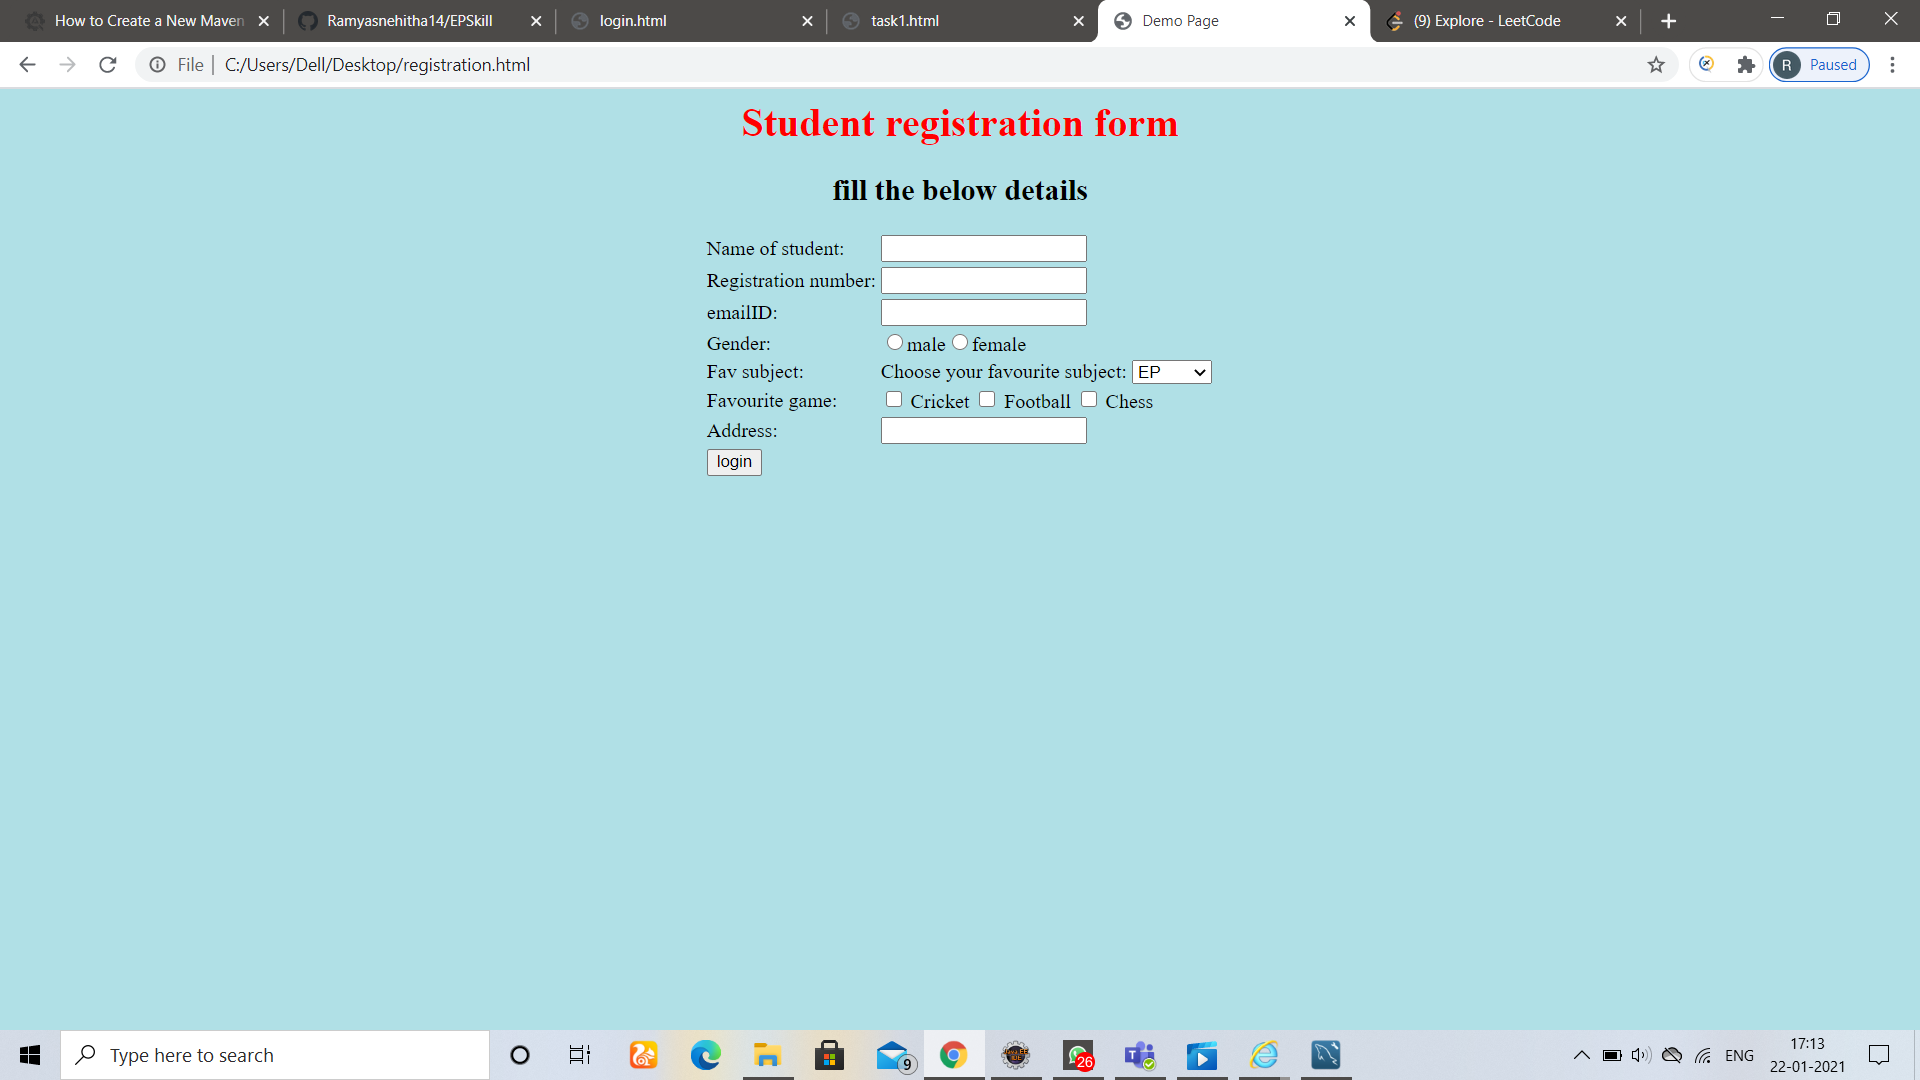 How to Create a New Maven
Ramyasnehitha14/EPSkill
login.html
task1.html
Demo Page
(9) Explore - LeetCode
File
C:/Users/Dell/Desktop/registration.html
R Paused
Student registration form
fill the below details
Name of student:
Registration number:
emailID:
Gender: male female
Fav subject: Choose your favourite subject: EP
Favourite game: Cricket Football Chess
Address:
login
Type here to search
9
26
ENG
17:13
22-01-2021